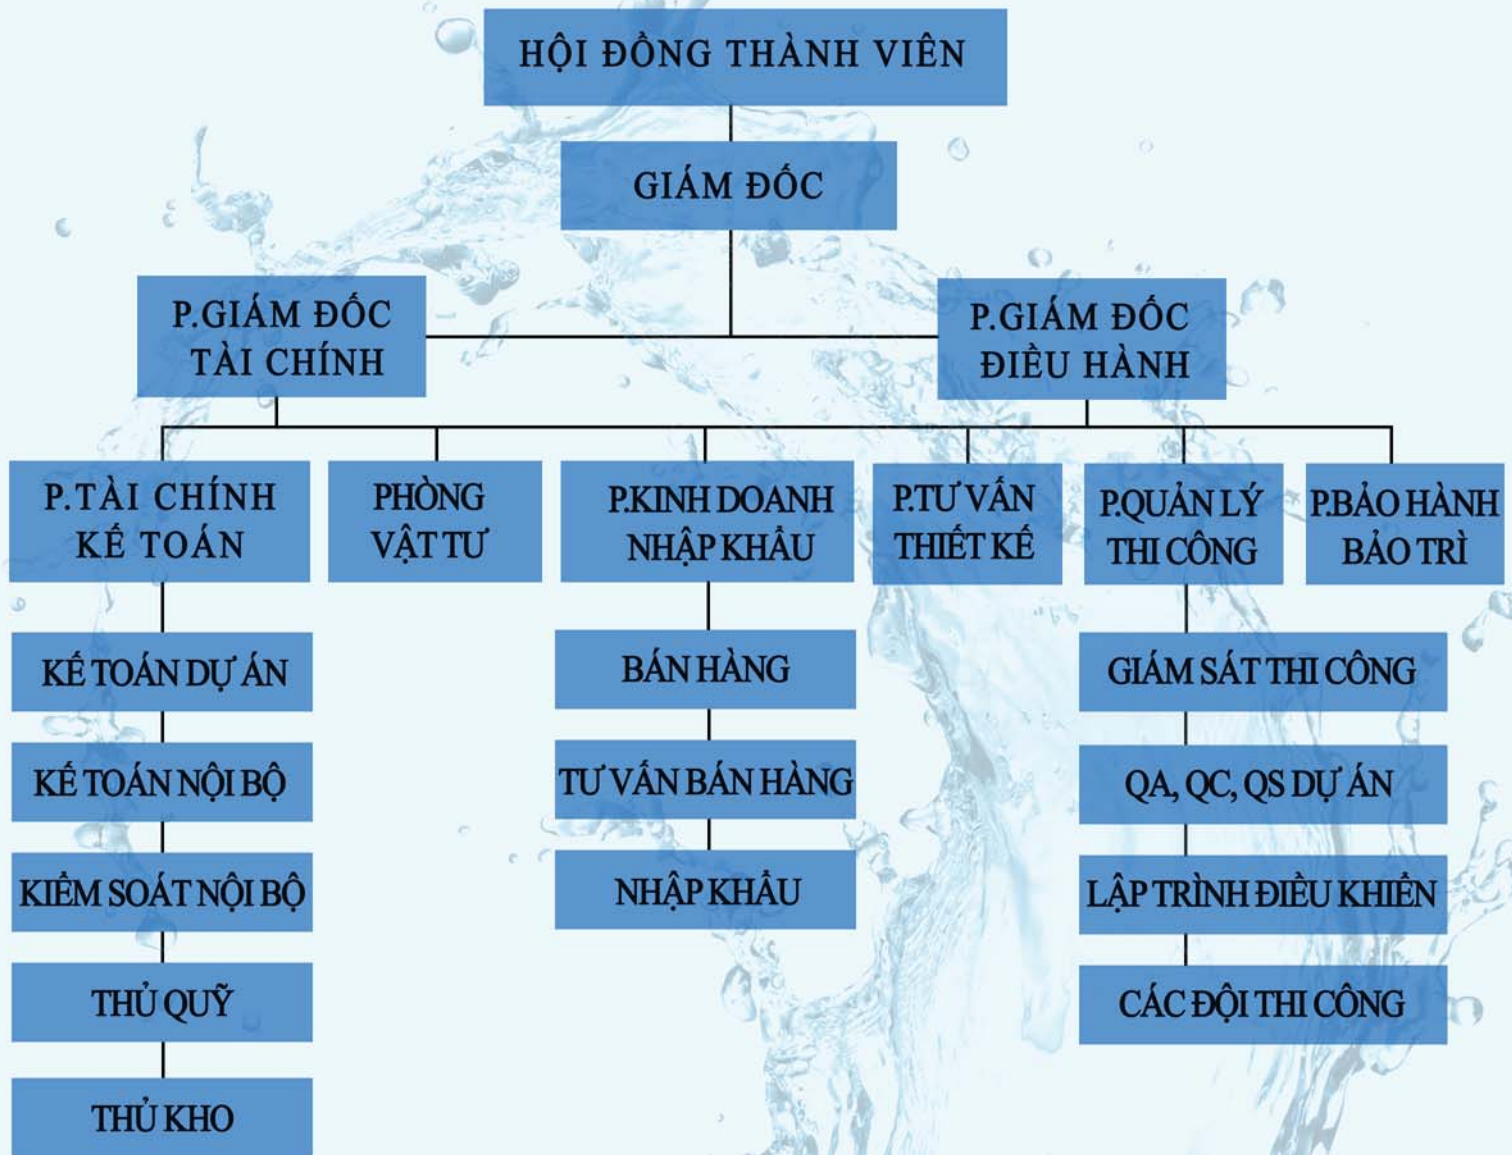 HỘI ĐỒNG THÀNH VIÊN
GIÁM ĐỐC
P.GIÁM ĐỐC
TÀI CHÍNH
P.GIÁM ĐỐC
ĐIỀU HÀNH
P.TÀI CHÍNH
KẾ TOÁN
PHÒNG
VẬT TƯ
P.KINH DOANH
NHẬP KHẨU
P.TƯ VẤN
THIẾT KẾ
P.QUẢN LÝ
THI CÔNG
P.BẢO HÀNH
BẢO TRÌ
KẾ TOÁN DỰ ÁN
KẾ TOÁN NỘI BỘ
KIỂM SOÁT NỘI BỘ
THỦ QUỸ
THỦ KHO
BÁN HÀNG
TƯ VẤN BÁN HÀNG
NHẬP KHẨU
GIÁM SÁT THI CÔNG
QA, QC, QS DỰ ÁN
LẬP TRÌNH ĐIỀU KHIỂN
CÁC ĐỘI THI CÔNG